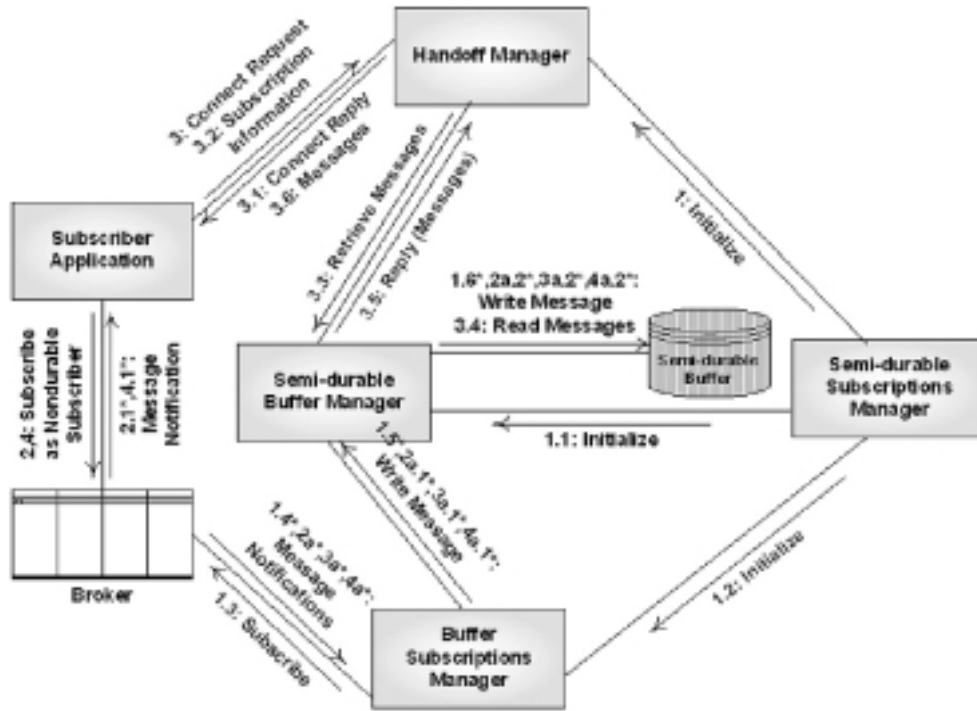 Handoff Manager
3: Connect Request
3.2: Subscription
Information
3.1: Connect Reply
3.6: Messages
3.3: Retrieve Messages
3.5: Reply (Messages)
1: Initialize
Subscriber
Application
1.6*,2a.2*,3a.2*,4a.2*:
Write Message
3.4: Read Messages
Semi-durable
Buffer
Semi-durable
Buffer Manager
Semi-durable
Subscriptions
Manager
2,4: Subscribe
as Nondurable
Subscriber
2.1*,4.1*:
Message
Notification
1.1: Initialize
1.5*,2a.1*,3a.1*,4a.1*:
Write Message
1.4*,2a*,3a*,4a*:
Message
Notifications
1.3: Subscribe
1.2: Initialize
Broker
Buffer
Subscriptions
Manager